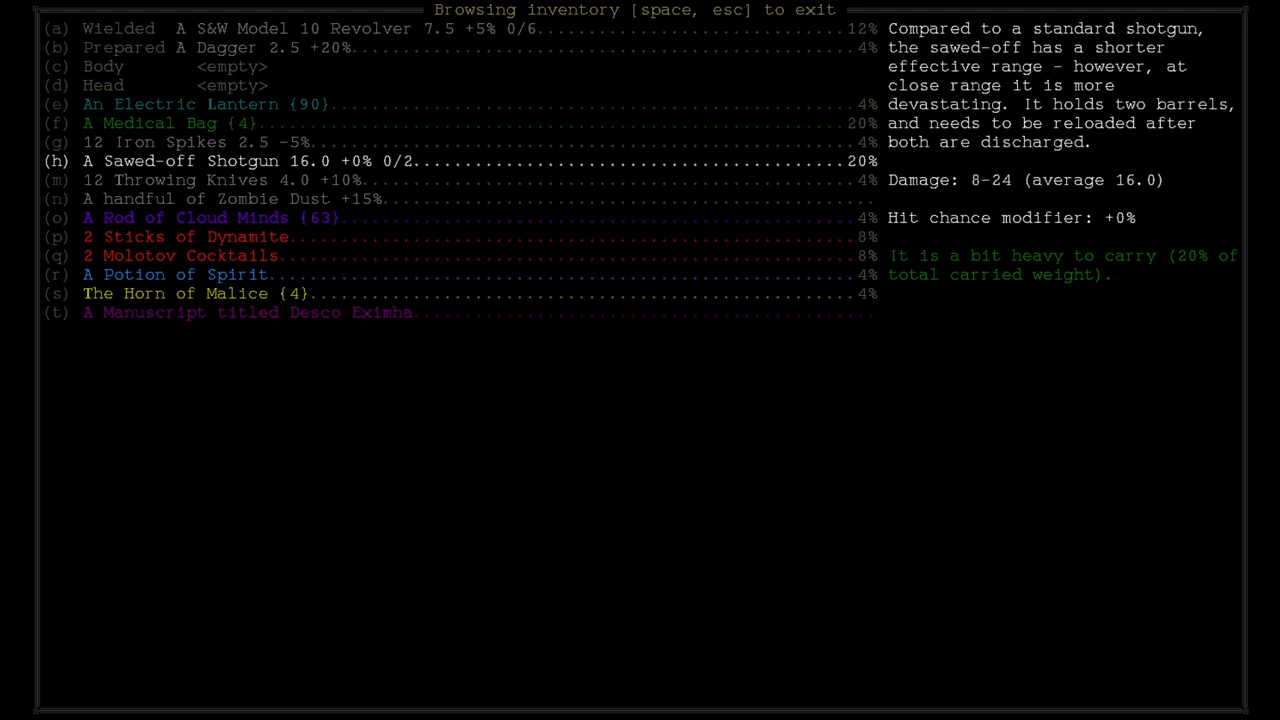 Browsing inventory [space, esc] to exit
(a) Wielded A S&W Model 10 Revolver 7.5 +5% 0/6..............................12%
(b) Prepared A Dagger 2.5 +20%................................................4%
(c) Body <empty>
(d) Head <empty>
(e) An Electric Lantern {90}..................................................4%
(f) A Medical Bag {4}.........................................................20%
(g) 12 Iron Spikes 2.5 -5%....................................................4%
(h) A Sawed-off Shotgun 16.0 +0% 0/2..........................................20%
(m) 12 Throwing Knives 4.0 +10%...............................................4%
(n) A handful of Zombie Dust +15%...............................................
(o) A Rod of Cloud Minds {63}.................................................4%
(p) 2 Sticks of Dynamite......................................................8%
(q) 2 Molotov Cocktails.......................................................8%
(r) A Potion of Spirit........................................................4%
(s) The Horn of Malice {4}....................................................4%
(t) A Manuscript titled Desco Eximha............................................
Compared to a standard shotgun,
the sawed-off has a shorter
effective range - however, at
close range it is more
devastating. It holds two barrels,
and needs to be reloaded after
both are discharged.
Damage: 8-24 (average 16.0)
Hit chance modifier: +0%
It is a bit heavy to carry (20% of
total carried weight).